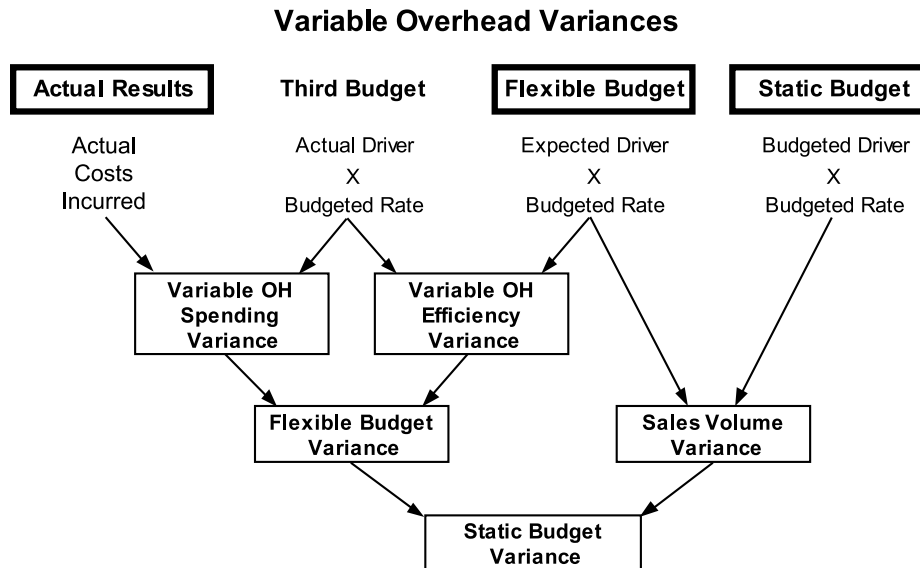 Variable Overhead Variances
Actual Results
Third Budget
Flexible Budget
Static Budget
Actual
Costs
Incurred
Actual Driver
X
Budgeted Rate
Expected Driver
X
Budgeted Rate
Budgeted Driver
X
Budgeted Rate
Variable OH
Spending
Variance
Variable OH
Efficiency
Variance
Flexible Budget
Variance
Sales Volume
Variance
Static Budget
Variance